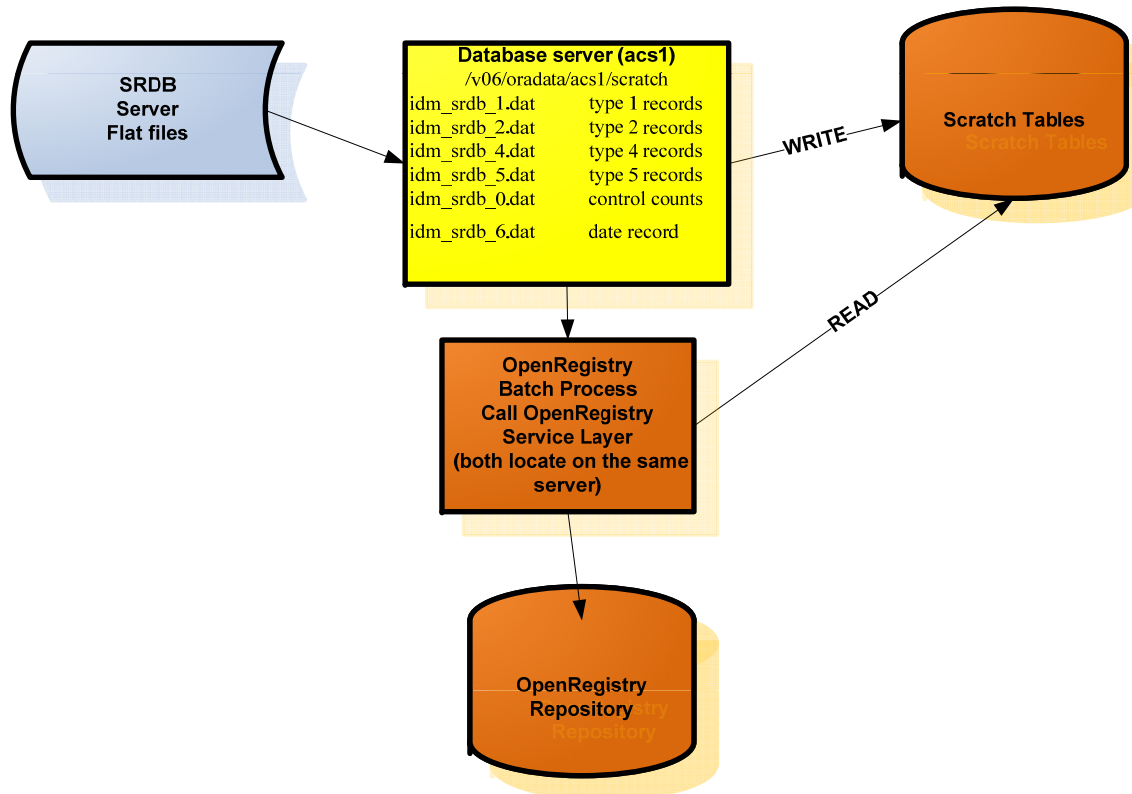 SRDB
Server
Flat files
Database server (acs1)
/v06/oradata/acs1/scratch
idm_srdb_1.dat type 1 records
idm_srdb_2.dat type 2 records
idm_srdb_4.dat type 4 records
idm_srdb_5.dat type 5 records
idm_srdb_0.dat control counts
idm_srdb_6.dat date record
WRITE
Scratch Tables
Scratch Tables
READ
OpenRegistry
Batch Process
Call OpenRegistry
Service Layer
(both locate on the same
server)
OpenRegistry
Repository
Repository